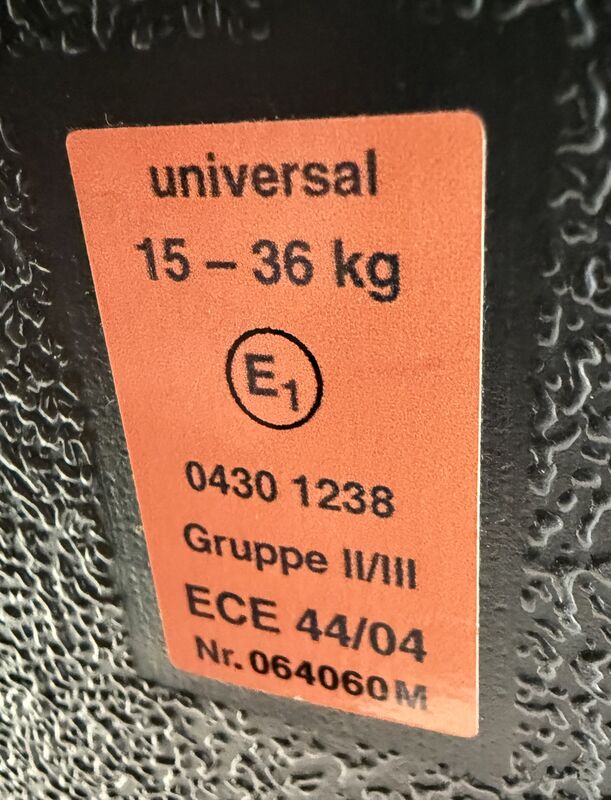 universal
15 – 36 kg
E1
0430 1238
Gruppe II/III
ECE 44/04
Nr. 064060 M